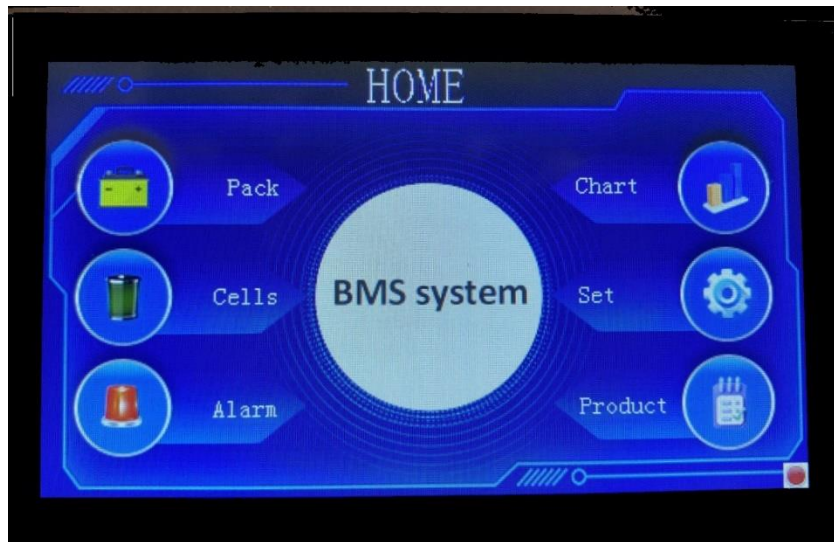 HOME
Pack
Chart
Cells
BMS system
Set
Alarm
Product